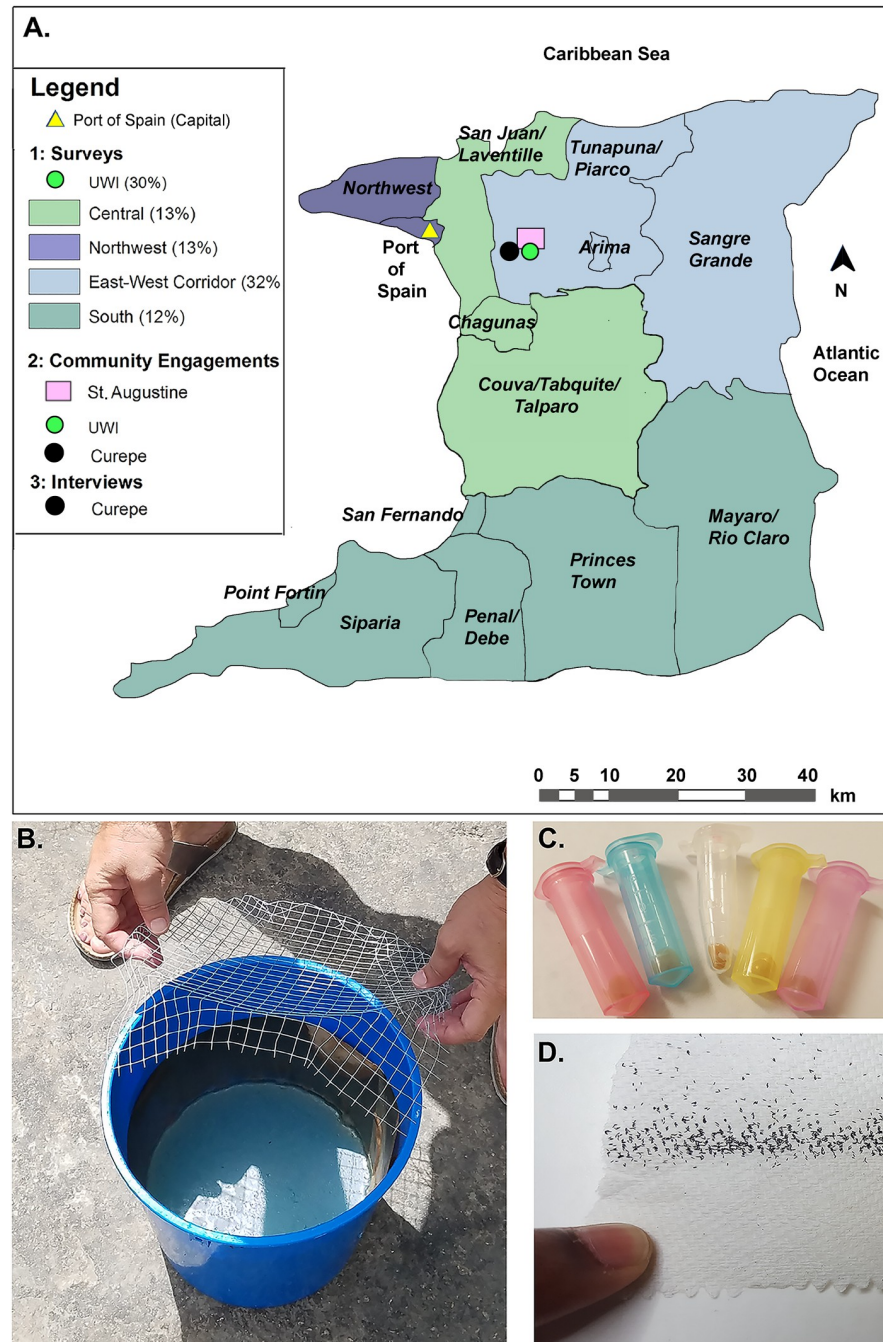 A.
Caribbean Sea
Legend
Port of Spain (Capital)
1: Surveys
UWI (30%)
Central (13%)
Northwest (13%)
East-West Corridor (32%
South (12%)
2: Community Engagements
St. Augustine
UWI
Curepe
3: Interviews
Curepe
San Juan/
Laventille
Tunapuna/
Piarco
Northwest
Port
of
Spain
Arima
Sangre
Grande
N
Chagunas
Atlantic
Ocean
Couva/Tabquite/
Talparo
San Fernando
Mayaro/
Rio Claro
Princes
Town
Point Fortin
Siparia
Penal/
Debe
0 5 10 20 30 40
km
B.
C.
D.